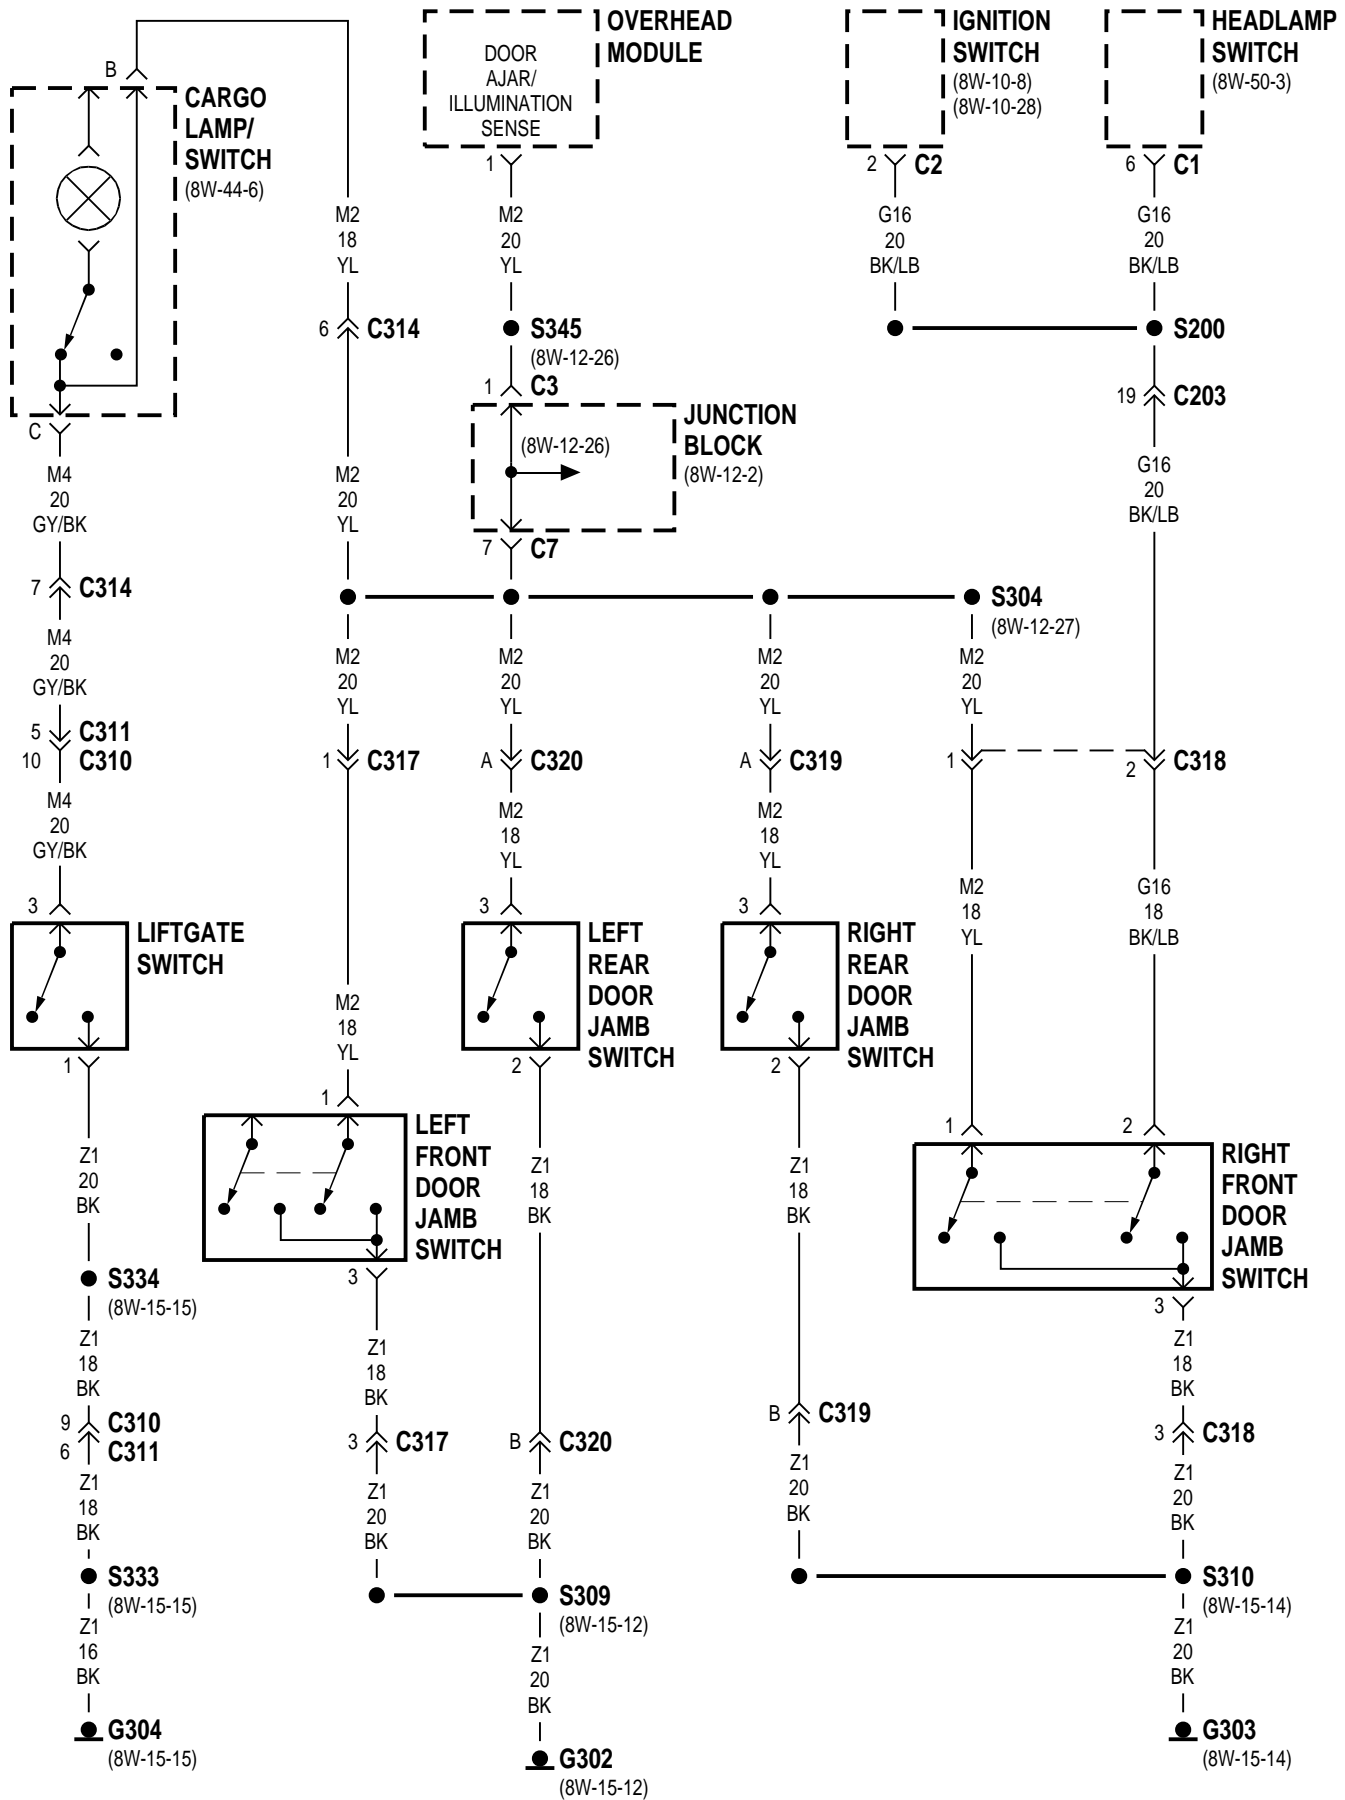 OVERHEAD
MODULE
DOOR
AJAR/
ILLUMINATION
SENSE
1
IGNITION
SWITCH
(8W-10-8)
(8W-10-28)
2
C2
HEADLAMP
SWITCH
(8W-50-3)
6
C1
B
CARGO
LAMP/
SWITCH
(8W-44-6)
M2
18
YL
M2
20
YL
G16
20
BK/LB
G16
20
BK/LB
6
C314
S345
(8W-12-26)
S200
1
C3
19
C203
C
JUNCTION
BLOCK
(8W-12-2)
(8W-12-26)
M4
20
GY/BK
M2
20
YL
G16
20
BK/LB
7
C7
7
C314
S304
(8W-12-27)
M4
20
GY/BK
M2
20
YL
M2
20
YL
M2
20
YL
M2
20
YL
5
C311
10
C310
1
C317
A
C320
A
C319
1
2
C318
M4
20
GY/BK
M2
18
YL
M2
18
YL
M2
18
YL
G16
18
BK/LB
3
LIFTGATE
SWITCH
3
LEFT
REAR
DOOR
JAMB
SWITCH
3
RIGHT
REAR
DOOR
JAMB
SWITCH
M2
18
YL
1
2
2
1
LEFT
FRONT
DOOR
JAMB
SWITCH
1
2
RIGHT
FRONT
DOOR
JAMB
SWITCH
Z1
20
BK
Z1
18
BK
Z1
18
BK
3
3
S334
(8W-15-15)
Z1
18
BK
Z1
18
BK
Z1
18
BK
9
C310
6
C311
3
C317
B
C320
B
C319
3
C318
Z1
18
BK
Z1
20
BK
Z1
20
BK
Z1
20
BK
Z1
20
BK
S333
(8W-15-15)
S309
(8W-15-12)
S310
(8W-15-14)
Z1
16
BK
Z1
20
BK
Z1
20
BK
G304
(8W-15-15)
G302
(8W-15-12)
G303
(8W-15-14)